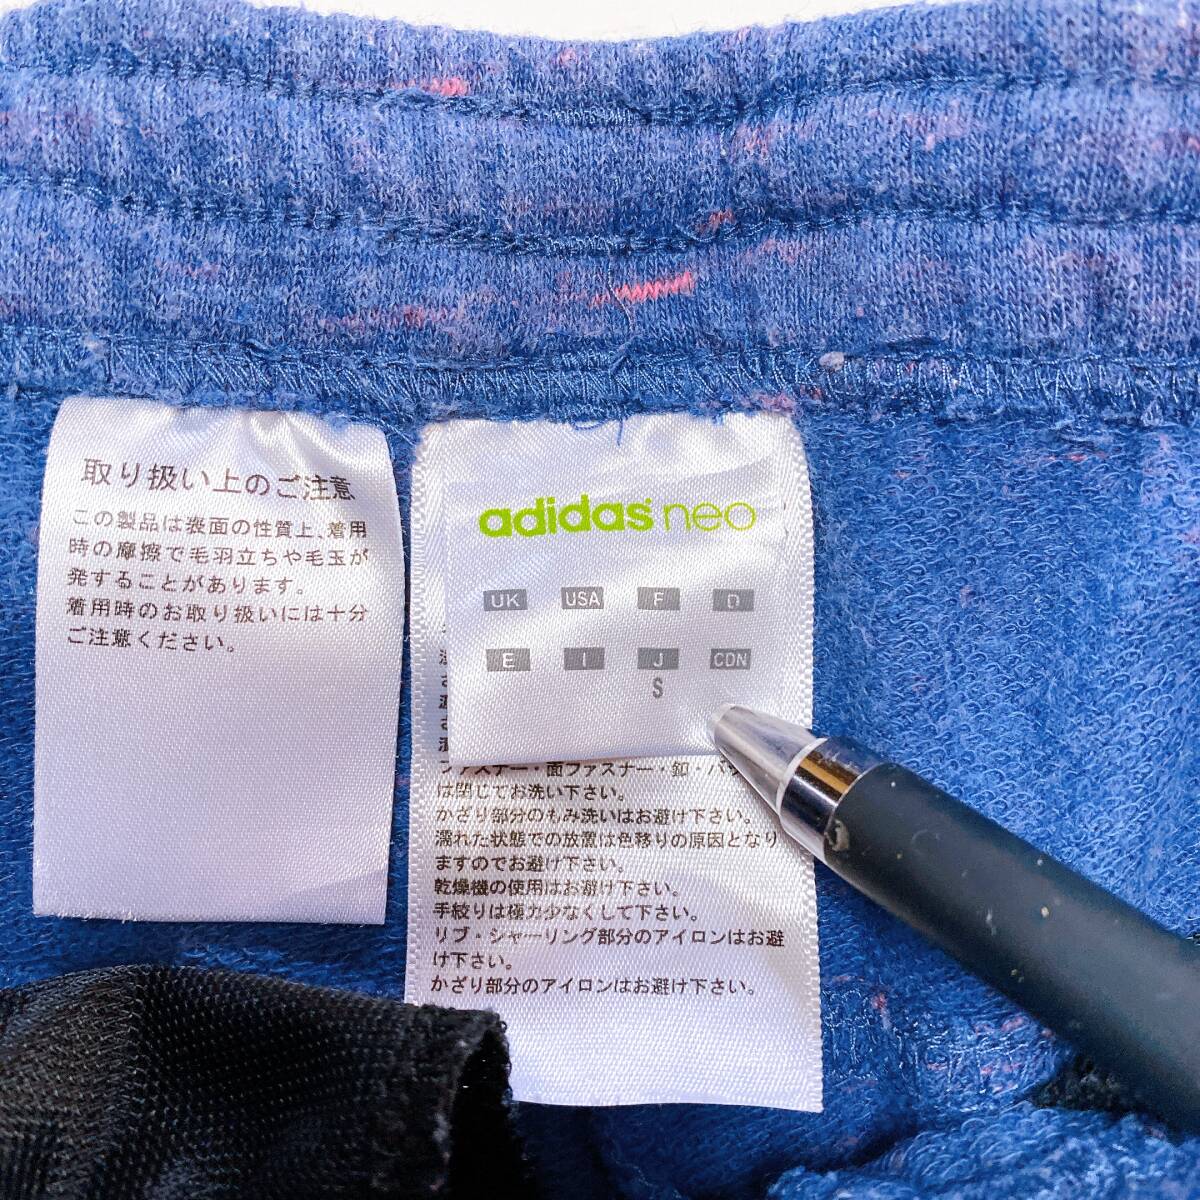 取り扱い上のご注意
この製品は表面の性質上、着用
時の摩擦で毛羽立ちや毛玉が
発することがあります。
着用時のお取り扱いには十分
ご注意ください。
adidas neo
UK USA F D
E I J CDN
S
ファスナー・面ファスナー・釦・
は閉じてお洗い下さい。
かざり部分のもみ洗いはお避け下さい。
濡れた状態での放置は色移りの原因となり
ますのでお避け下さい。
乾燥機の使用はお避け下さい。
手絞りは極力少なくして下さい。
リブ・シャーリング部分のアイロンはお避
け下さい。
かざり部分のアイロンはお避け下さい。